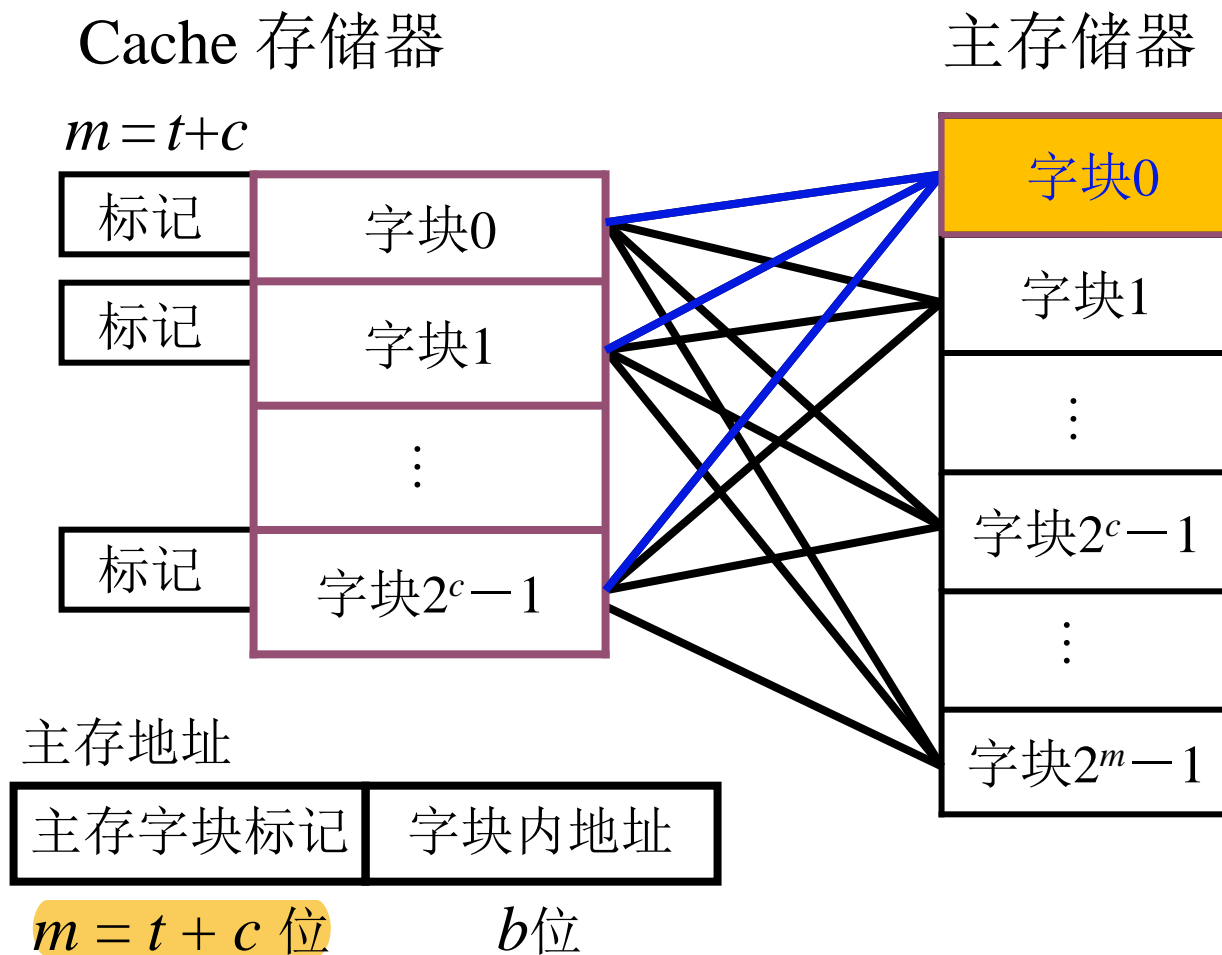 Cache 存储器
主存储器
m = t+c
标记
字块0
标记
字块1
⋮
标记
字块2ᶜ－1
字块0
字块1
⋮
字块2ᶜ－1
⋮
字块2ᵐ－1
主存地址
主存字块标记 字块内地址
m = t + c 位 b位